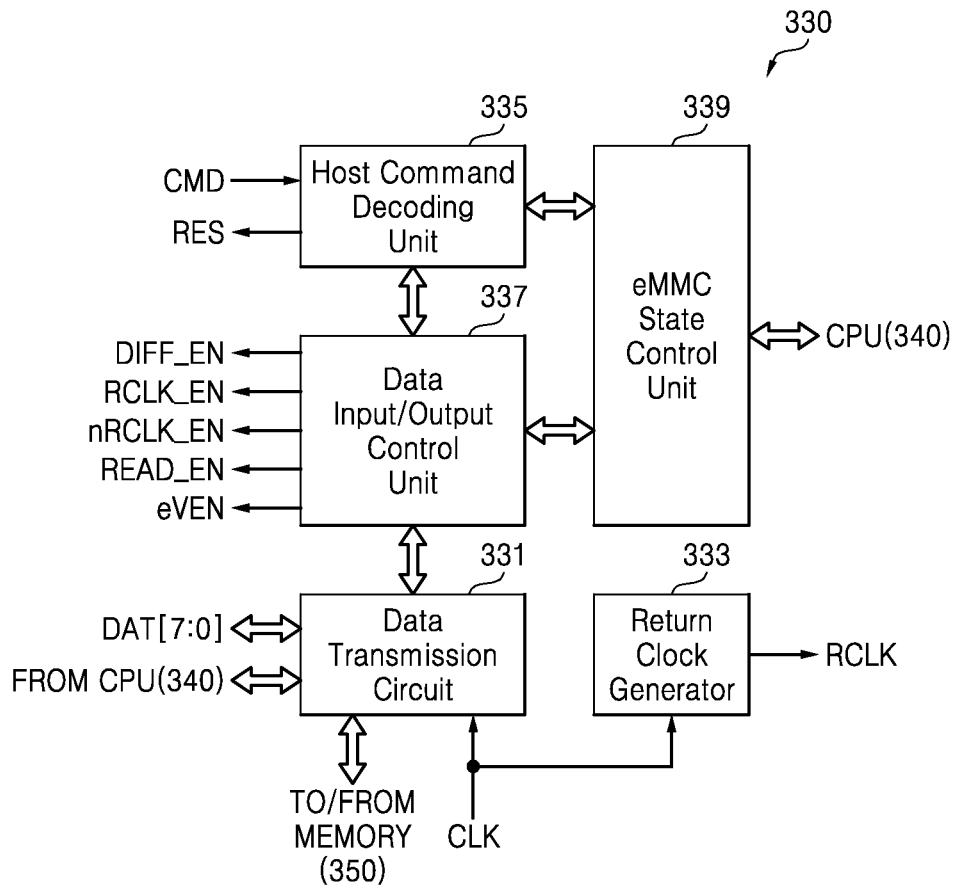 330
335
339
CMD
RES
Host Command
Decoding
Unit
337
eMMC
State
Control
Unit
CPU(340)
DIFF_EN
RCLK_EN
nRCLK_EN
READ_EN
eVEN
Data
Input/Output
Control
Unit
331
333
DAT[7:0]
FROM CPU(340)
Data
Transmission
Circuit
Return
Clock
Generator
RCLK
TO/FROM
MEMORY
(350)
CLK